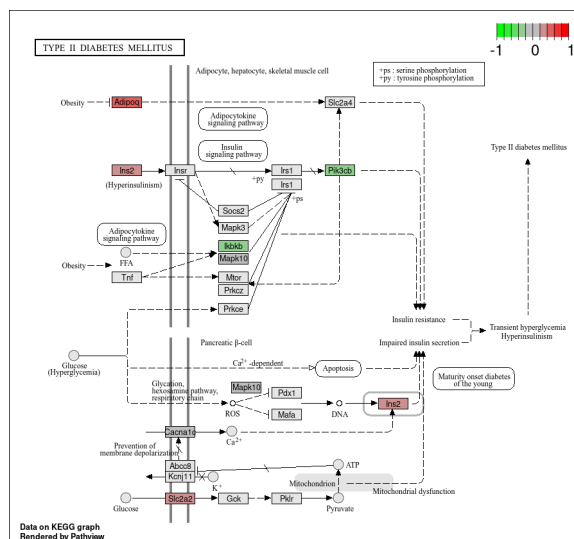 -1 0 1
TYPE II DIABETES MELLITUS
Adipocyte, hepatocyte, skeletal muscle cell
+ps : serine phosphorylation
+py : tyrosine phosphorylation
Obesity
Adipoq
Slc2a4
Adipocytokine
signaling pathway
Insulin
signaling pathway
Type II diabetes mellitus
Ins2
Insr
Irs1
Pik3cb
(Hyperinsulinism)
+py
Irs1
+ps
Socs2
Mapk3
Adipocytokine
signaling pathway
Ikbkb
FFA
Mapk10
Obesity
Tnf
Mtor
Prkcz
Prkce
Insulin resistance
Transient hyperglycemia
Hyperinsulinism
Pancreatic β-cell
Impaired insulin secretion
Glucose
(Hyperglycemia)
Ca2+ -dependent
Apoptosis
Maturity onset diabetes
of the young
Glycation,
hexosamine pathway,
respiratory chain
Mapk10
Pdx1
ROS
Mafa
DNA
Ins2
Cacna1c
Ca2+
Prevention of
membrane depolarization
Abcc8
Kcnj11
K+
ATP
Mitochondrion
Mitochondrial dysfunction
Slc2a2
Gck
Pklr
Glucose
Pyruvate
Data on KEGG graph
Rendered by Pathview